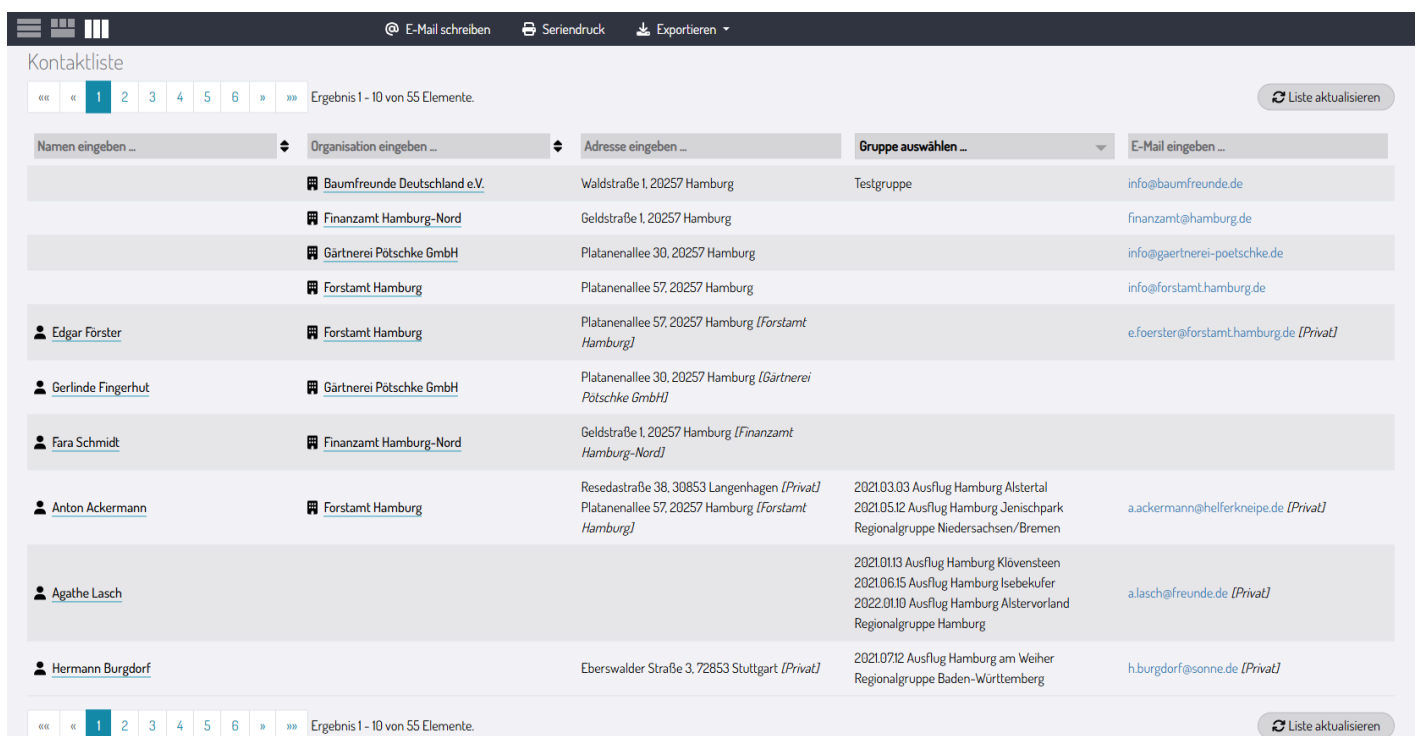 E-Mail schreiben Seriendruck Exportieren
Kontaktliste
«« « 1 2 3 4 5 6 » »» Ergebnis 1 - 10 von 55 Elemente. Liste aktualisieren
Namen eingeben ... Organisation eingeben ... Adresse eingeben ... Gruppe auswählen ... E-Mail eingeben ...
Baumfreunde Deutschland e.V. Waldstraße 1, 20257 Hamburg Testgruppe info@baumfreunde.de
Finanzamt Hamburg-Nord Geldstraße 1, 20257 Hamburg finanzamt@hamburg.de
Gärtnerei Pötschke GmbH Platanenallee 30, 20257 Hamburg info@gaertnerei-poetschke.de
Forstamt Hamburg Platanenallee 57, 20257 Hamburg info@forstamt.hamburg.de
Edgar Förster Forstamt Hamburg Platanenallee 57, 20257 Hamburg [Forstamt e.foerster@forstamt.hamburg.de [Privat]
Hamburg]
Gerlinde Fingerhut Gärtnerei Pötschke GmbH Platanenallee 30, 20257 Hamburg [Gärtnerei
Pötschke GmbH]
Fara Schmidt Finanzamt Hamburg-Nord Geldstraße 1, 20257 Hamburg [Finanzamt
Hamburg-Nord]
Resedastraße 38, 30853 Langenhagen [Privat] 2021.03.03 Ausflug Hamburg Alstertal
Anton Ackermann Forstamt Hamburg Platanenallee 57, 20257 Hamburg [Forstamt 2021.05.12 Ausflug Hamburg Jenischpark a.ackermann@helferkneipe.de [Privat]
Hamburg] Regionalgruppe Niedersachsen/Bremen
2021.01.13 Ausflug Hamburg Klövensteen
2021.06.15 Ausflug Hamburg Isebekufer
Agathe Lasch a.lasch@freunde.de [Privat]
2022.01.10 Ausflug Hamburg Alstervorland
Regionalgruppe Hamburg
2021.07.12 Ausflug Hamburg am Weiher
Hermann Burgdorf Eberswalder Straße 3, 72853 Stuttgart [Privat] h.burgdorf@sonne.de [Privat]
Regionalgruppe Baden-Württemberg
«« « 1 2 3 4 5 6 » »» Ergebnis 1 - 10 von 55 Elemente. Liste aktualisieren